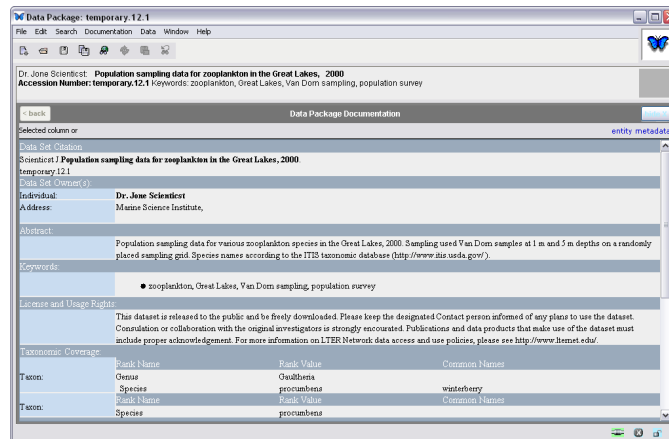 Data Package: temporary.12.1
File Edit Search Documentation Data Window Help
Dr. Jone Scienticst: Population sampling data for zooplankton in the Great Lakes, 2000
Accession Number: temporary.12.1 Keywords: zooplankton, Great Lakes, Van Dorn sampling, population survey
< back Data Package Documentation
Selected column or entity metadata
Data Set Citation
Scienticst J.Population sampling data for zooplankton in the Great Lakes, 2000.
temporary.12.1
Data Set Owner(s):
Individual: Dr. Jone Scienticst
Address: Marine Science Institute,
Abstract:
Population sampling data for various zooplankton species in the Great Lakes, 2000. Sampling used Van Dorn samples at 1 m and 5 m depths on a randomly
placed sampling grid. Species names according to the ITIS taxonomic database (http://www.itis.usda.gov/ ).
Keywords:
zooplankton, Great Lakes, Van Dorn sampling, population survey
License and Usage Rights:
This dataset is released to the public and be freely downloaded. Please keep the designated Contact person informed of any plans to use the dataset.
Consulation or collaboration with the original investigators is strongly encourated. Publications and data products that make use of the dataset must
include proper acknowledgement. For more information on LTER Network data access and use policies, please see http://www.lternet.edu/.
Taxonomic Coverage:
Rank Name Rank Value Common Names
Taxon: Genus Gaultheria
Species procumbens winterberry
Rank Name Rank Value Common Names
Taxon:
Species procumbens